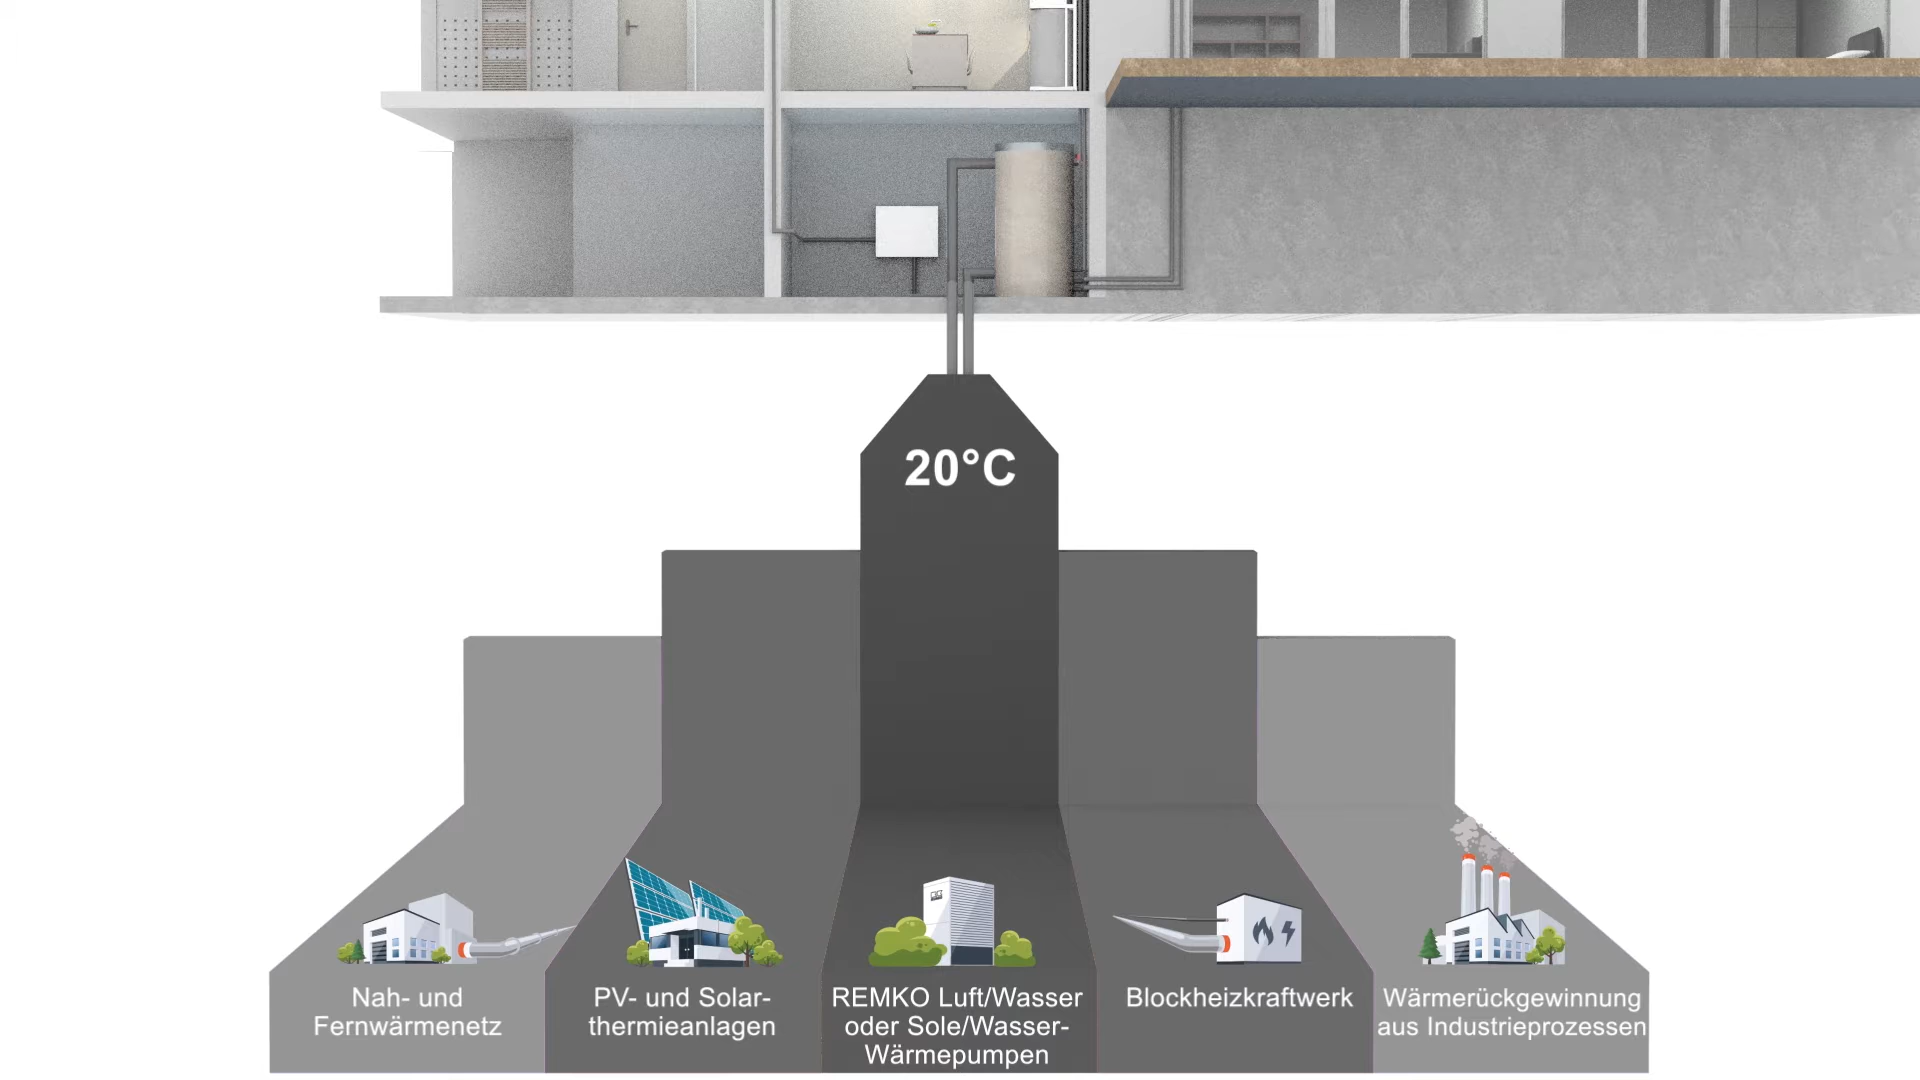 20°C
Nah- und
Fernwärmenetz
PV- und Solar-
thermieanlagen
REMKO Luft/Wasser
oder Sole/Wasser-
Wärmepumpen
Blockheizkraftwerk
Wärmerückgewinnung
aus Industrieprozessen